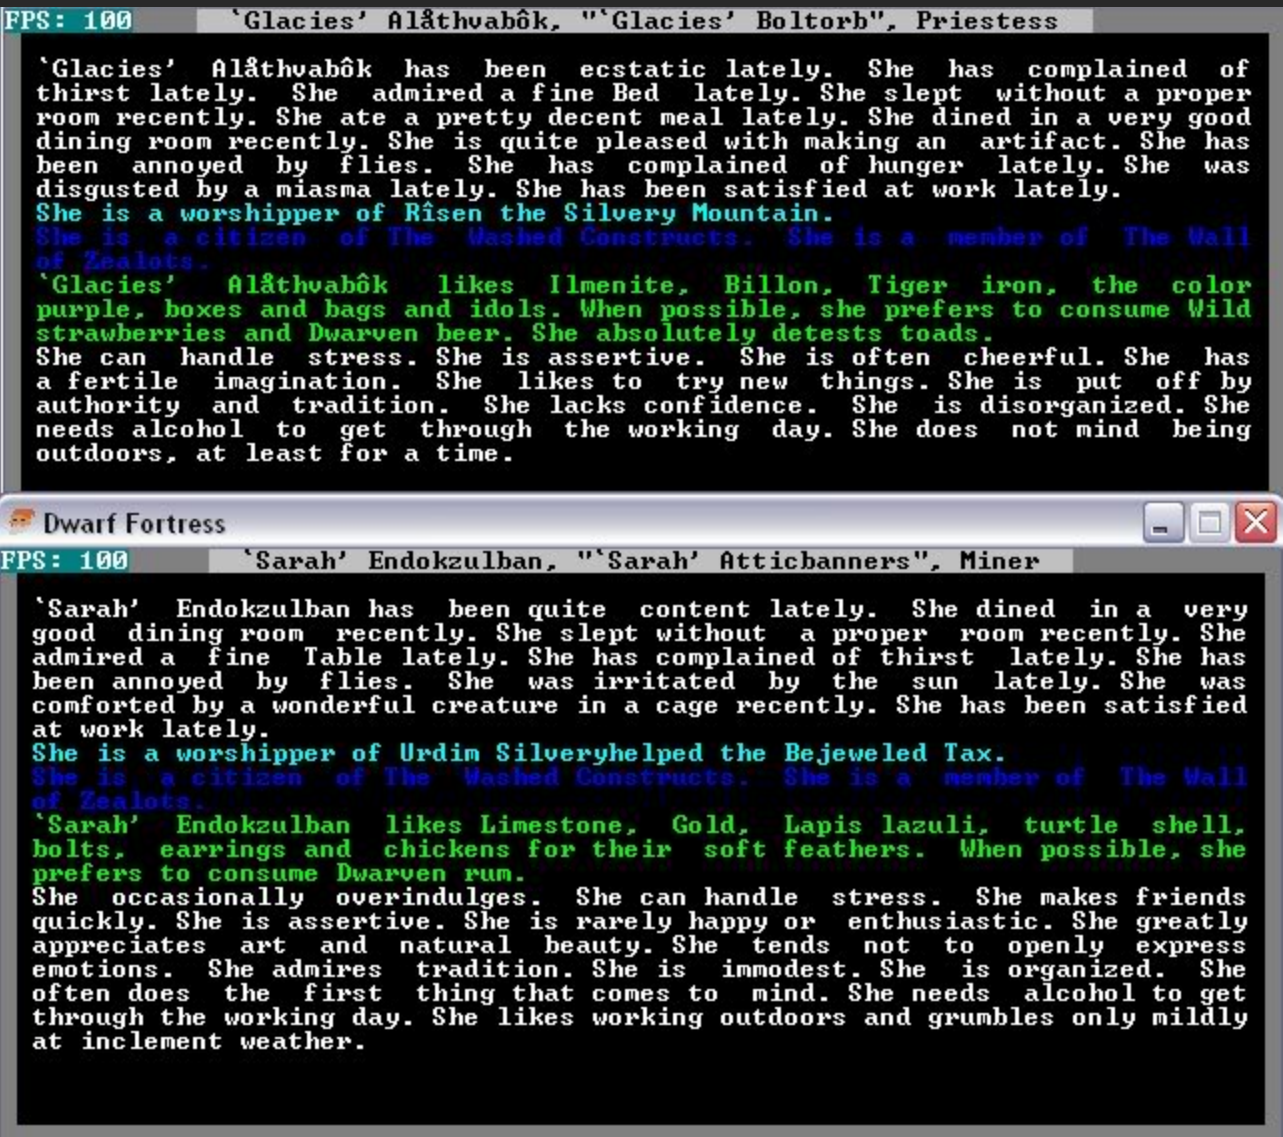 FPS: 100 `Glacies' Alåthvabôk, "`Glacies' Boltorb", Priestess
`Glacies' Alåthvabôk has been ecstatic lately. She has complained of
thirst lately. She admired a fine Bed lately. She slept without a proper
room recently. She ate a pretty decent meal lately. She dined in a very good
dining room recently. She is quite pleased with making an artifact. She has
been annoyed by flies. She has complained of hunger lately. She was
disgusted by a miasma lately. She has been satisfied at work lately.
She is a worshipper of Rîsen the Silvery Mountain.
She is a citizen of The Washed Constructs. She is a member of The Wall
of Zealots.
`Glacies' Alåthvabôk likes Ilmenite, Billon, Tiger iron, the color
purple, boxes and bags and idols. When possible, she prefers to consume Wild
strawberries and Dwarven beer. She absolutely detests toads.
She can handle stress. She is assertive. She is often cheerful. She has
a fertile imagination. She likes to try new things. She is put off by
authority and tradition. She lacks confidence. She is disorganized. She
needs alcohol to get through the working day. She does not mind being
outdoors, at least for a time.
Dwarf Fortress
FPS: 100 `Sarah' Endokzulban, "`Sarah' Atticbanners", Miner
`Sarah' Endokzulban has been quite content lately. She dined in a very
good dining room recently. She slept without a proper room recently. She
admired a fine Table lately. She has complained of thirst lately. She has
been annoyed by flies. She was irritated by the sun lately. She was
comforted by a wonderful creature in a cage recently. She has been satisfied
at work lately.
She is a worshipper of Urdim Silveryhelped the Bejeweled Tax.
She is a citizen of The Washed Constructs. She is a member of The Wall
of Zealots.
`Sarah' Endokzulban likes Limestone, Gold, Lapis lazuli, turtle shell,
bolts, earrings and chickens for their soft feathers. When possible, she
prefers to consume Dwarven rum.
She occasionally overindulges. She can handle stress. She makes friends
quickly. She is assertive. She is rarely happy or enthusiastic. She greatly
appreciates art and natural beauty. She tends not to openly express
emotions. She admires tradition. She is immodest. She is organized. She
often does the first thing that comes to mind. She needs alcohol to get
through the working day. She likes working outdoors and grumbles only mildly
at inclement weather.